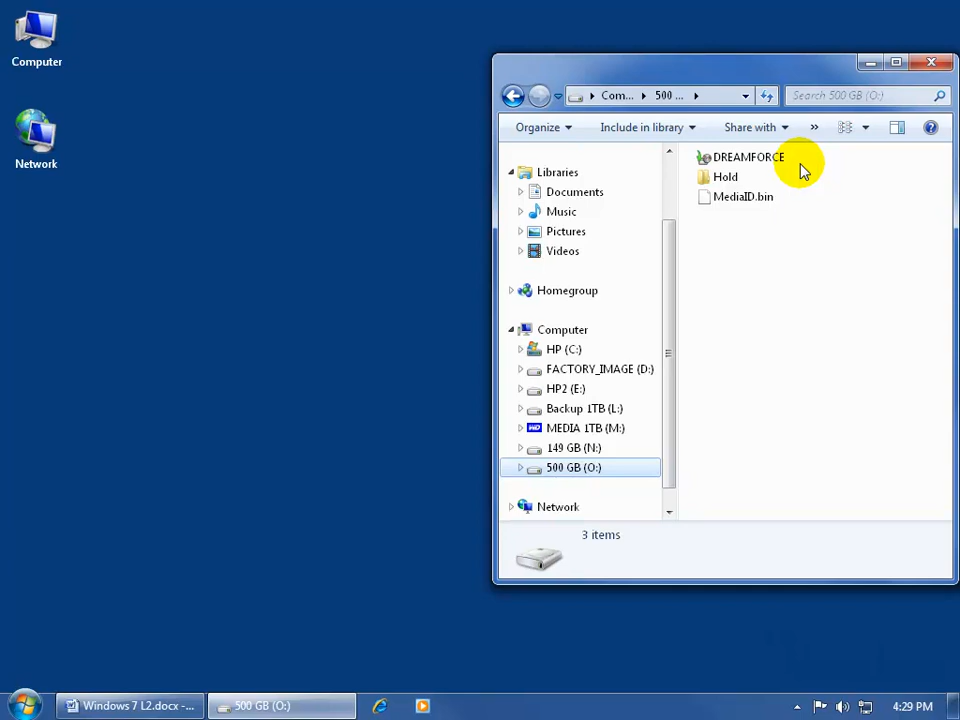 Computer
Network
Com... 500 ...
Search 500 GB (O:)
Organize Include in library Share with »
Libraries
Documents
Music
Pictures
Videos
Homegroup
Computer
HP (C:)
FACTORY_IMAGE (D:)
HP2 (E:)
Backup 1TB (L:)
WD MEDIA 1TB (M:)
149 GB (N:)
500 GB (O:)
Network
DREAMFORCE
Hold
MediaID.bin
3 items
Windows 7 L2.docx -...
500 GB (O:)
4:29 PM